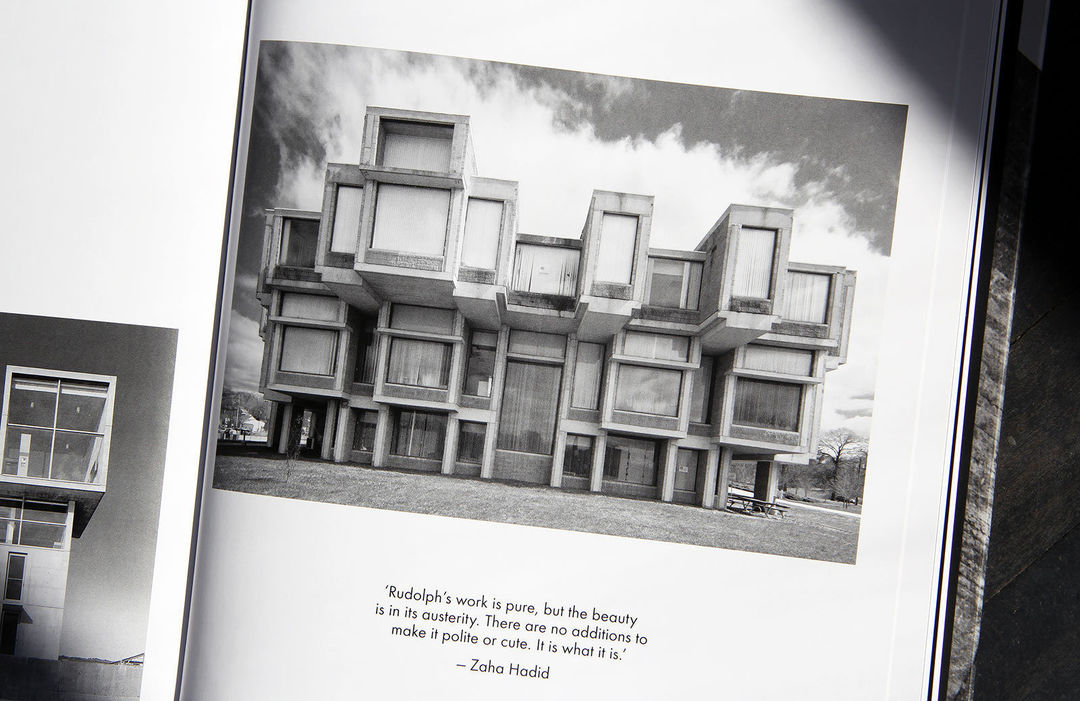 ‘Rudolph’s work is pure, but the beauty
is in its austerity. There are no additions to
make it polite or cute. It is what it is.’
– Zaha Hadid